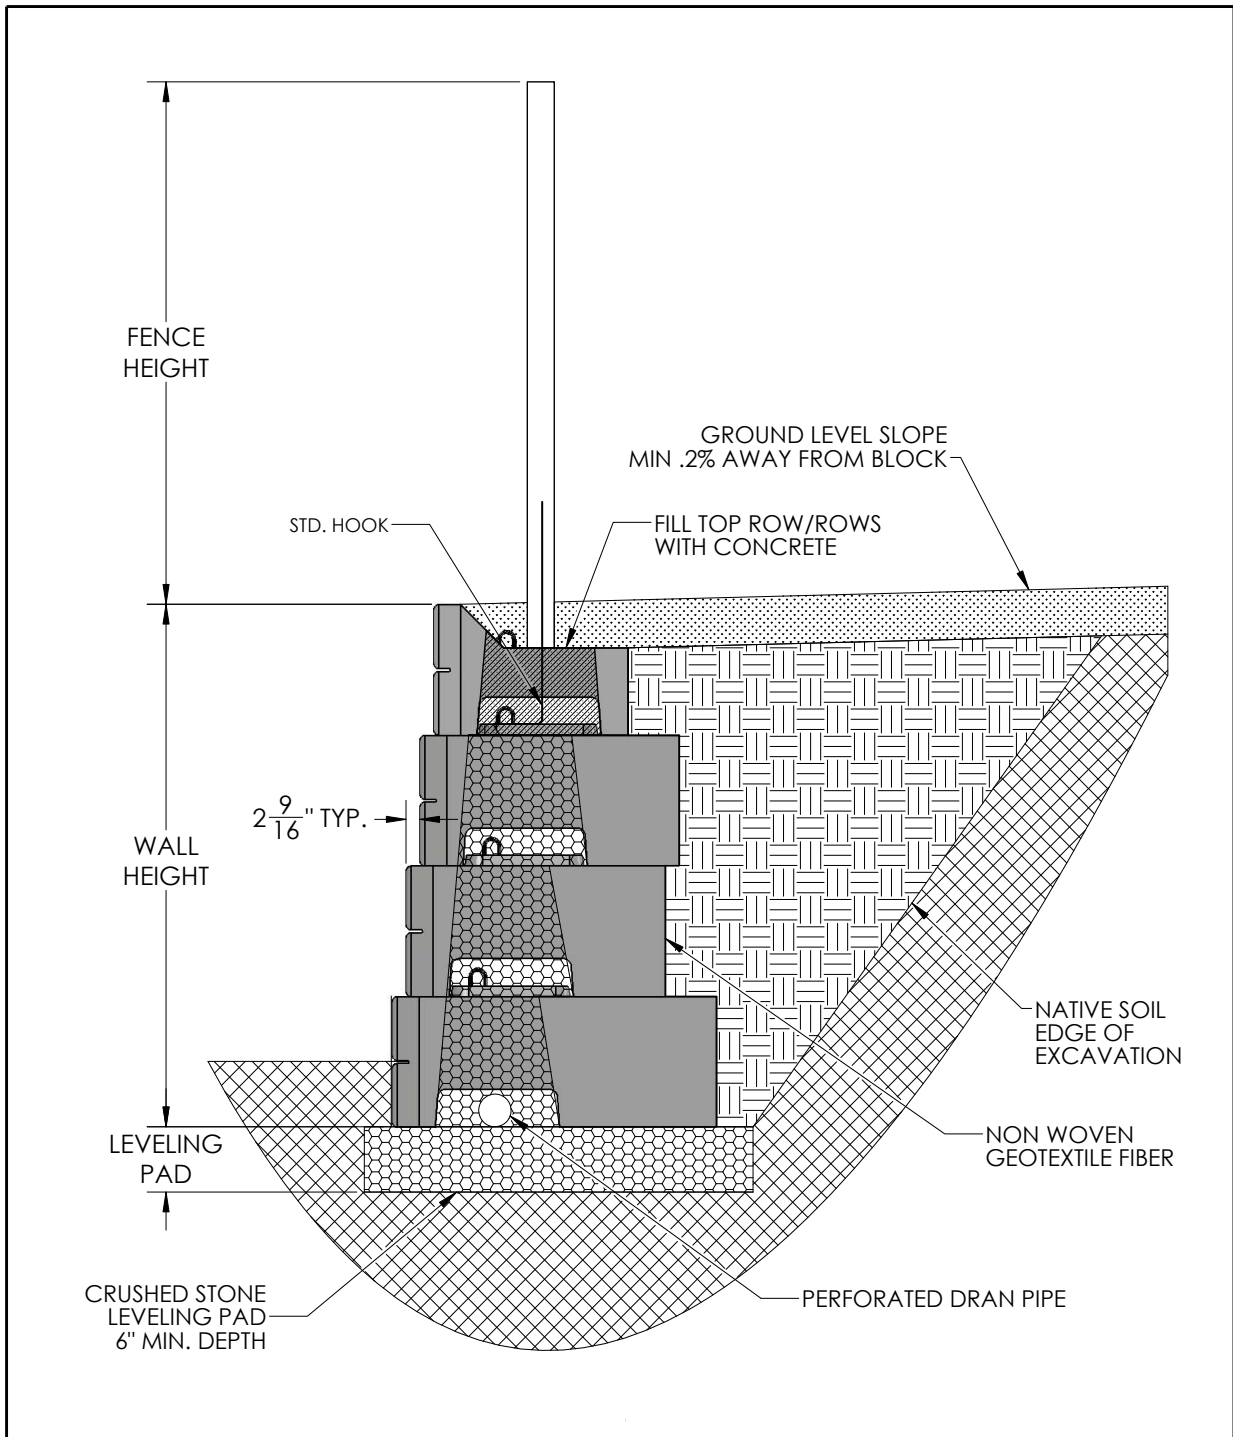 FENCE
HEIGHT
GROUND LEVEL SLOPE
MIN .2% AWAY FROM BLOCK
STD. HOOK
FILL TOP ROW/ROWS
WITH CONCRETE
2 9/16" TYP.
WALL
HEIGHT
NATIVE SOIL
EDGE OF
EXCAVATION
LEVELING
PAD
NON WOVEN
GEOTEXTILE FIBER
CRUSHED STONE
LEVELING PAD
6" MIN. DEPTH
PERFORATED DRAN PIPE